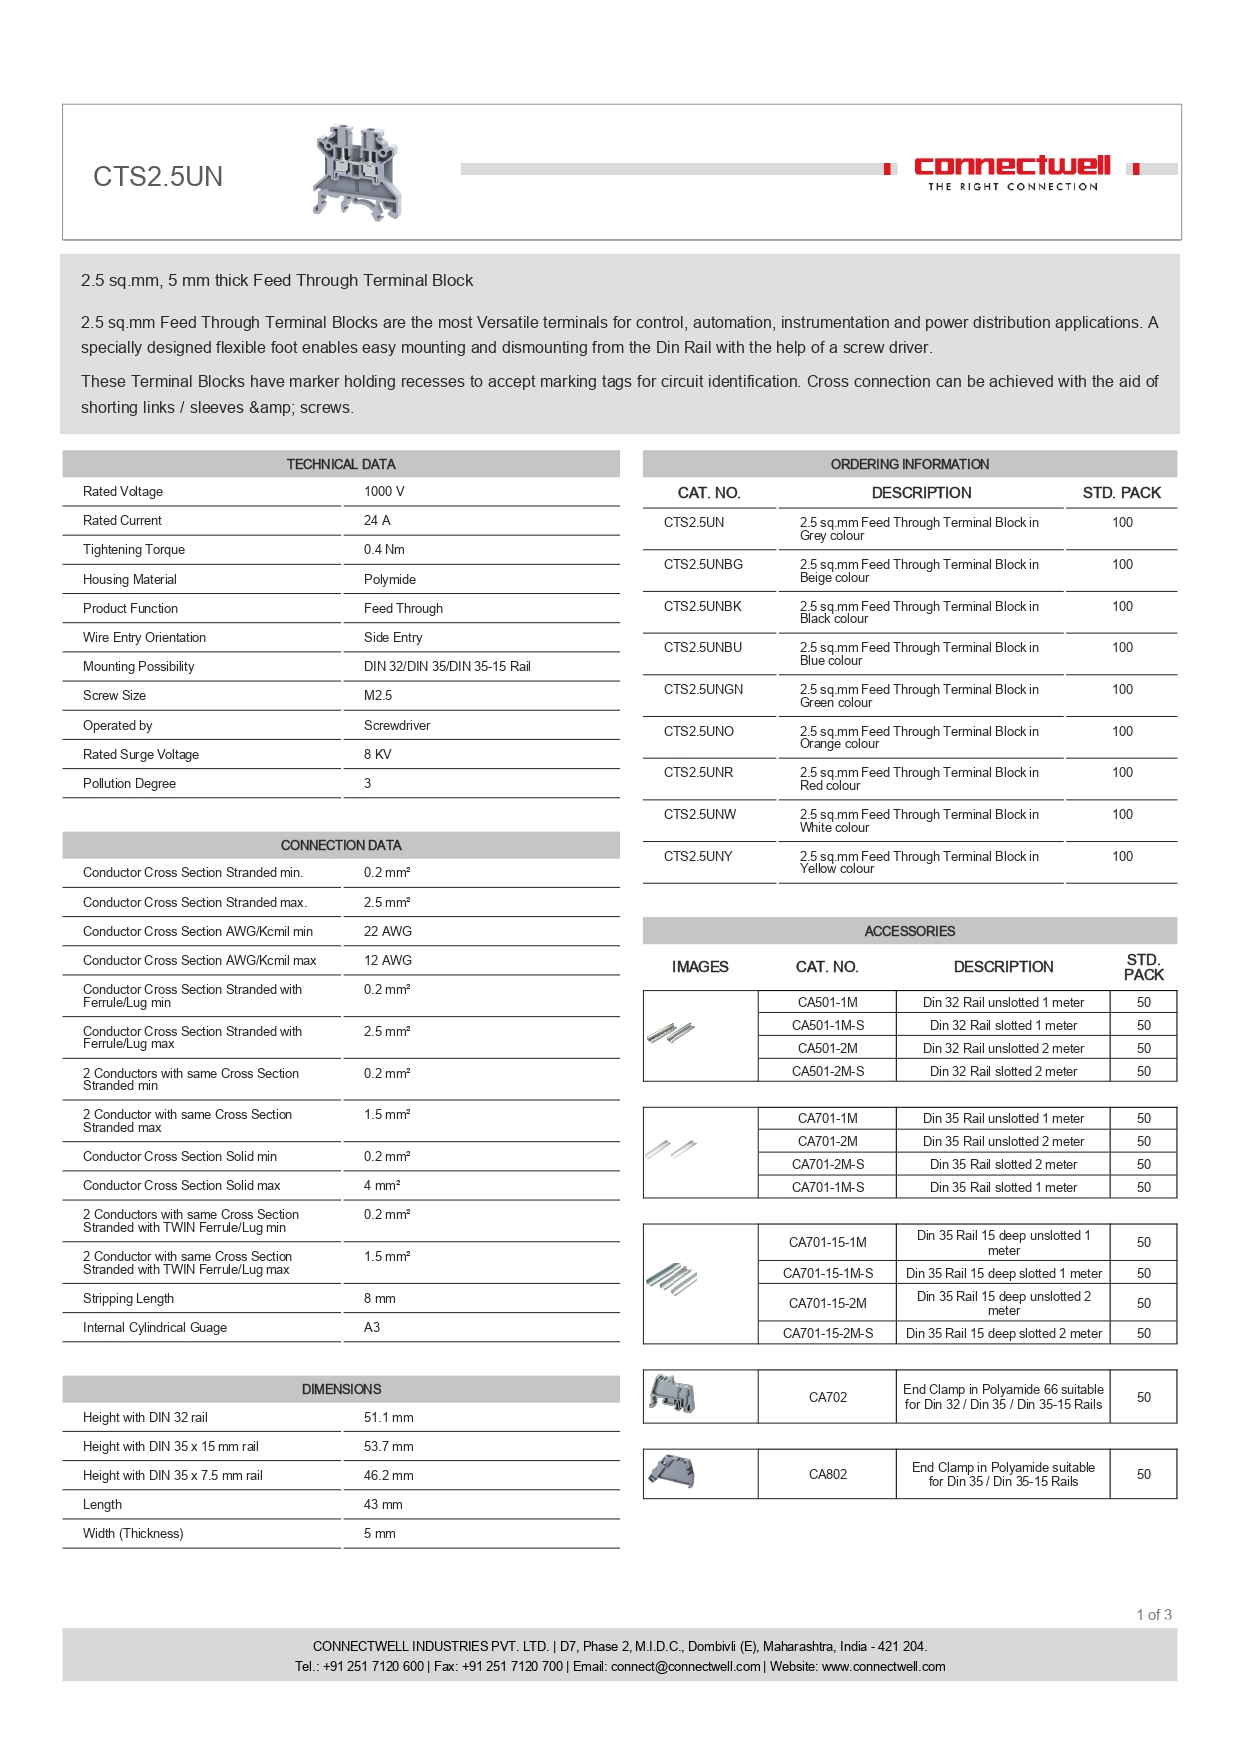 CTS2.5UN
connectwell
THE RIGHT CONNECTION
2.5 sq.mm, 5 mm thick Feed Through Terminal Block
2.5 sq.mm Feed Through Terminal Blocks are the most Versatile terminals for control, automation, instrumentation and power distribution applications. A
specially designed flexible foot enables easy mounting and dismounting from the Din Rail with the help of a screw driver.
These Terminal Blocks have marker holding recesses to accept marking tags for circuit identification. Cross connection can be achieved with the aid of
shorting links / sleeves &amp; screws.
TECHNICAL DATA
Rated Voltage 1000 V
Rated Current 24 A
Tightening Torque 0.4 Nm
Housing Material Polymide
Product Function Feed Through
Wire Entry Orientation Side Entry
Mounting Possibility DIN 32/DIN 35/DIN 35-15 Rail
Screw Size M2.5
Operated by Screwdriver
Rated Surge Voltage 8 KV
Pollution Degree 3
CONNECTION DATA
Conductor Cross Section Stranded min. 0.2 mm²
Conductor Cross Section Stranded max. 2.5 mm²
Conductor Cross Section AWG/Kcmil min 22 AWG
Conductor Cross Section AWG/Kcmil max 12 AWG
Conductor Cross Section Stranded with 0.2 mm²
Ferrule/Lug min
Conductor Cross Section Stranded with 2.5 mm²
Ferrule/Lug max
2 Conductors with same Cross Section 0.2 mm²
Stranded min
2 Conductor with same Cross Section 1.5 mm²
Stranded max
Conductor Cross Section Solid min 0.2 mm²
Conductor Cross Section Solid max 4 mm²
2 Conductors with same Cross Section 0.2 mm²
Stranded with TWIN Ferrule/Lug min
2 Conductor with same Cross Section 1.5 mm²
Stranded with TWIN Ferrule/Lug max
Stripping Length 8 mm
Internal Cylindrical Guage A3
DIMENSIONS
Height with DIN 32 rail 51.1 mm
Height with DIN 35 x 15 mm rail 53.7 mm
Height with DIN 35 x 7.5 mm rail 46.2 mm
Length 43 mm
Width (Thickness) 5 mm
ORDERING INFORMATION
CAT. NO. DESCRIPTION STD. PACK
CTS2.5UN 2.5 sq.mm Feed Through Terminal Block in 100
Grey colour
CTS2.5UNBG 2.5 sq.mm Feed Through Terminal Block in 100
Beige colour
CTS2.5UNBK 2.5 sq.mm Feed Through Terminal Block in 100
Black colour
CTS2.5UNBU 2.5 sq.mm Feed Through Terminal Block in 100
Blue colour
CTS2.5UNGN 2.5 sq.mm Feed Through Terminal Block in 100
Green colour
CTS2.5UNO 2.5 sq.mm Feed Through Terminal Block in 100
Orange colour
CTS2.5UNR 2.5 sq.mm Feed Through Terminal Block in 100
Red colour
CTS2.5UNW 2.5 sq.mm Feed Through Terminal Block in 100
White colour
CTS2.5UNY 2.5 sq.mm Feed Through Terminal Block in 100
Yellow colour
ACCESSORIES
IMAGES CAT. NO. DESCRIPTION STD.
PACK
CA501-1M Din 32 Rail unslotted 1 meter 50
CA501-1M-S Din 32 Rail slotted 1 meter 50
CA501-2M Din 32 Rail unslotted 2 meter 50
CA501-2M-S Din 32 Rail slotted 2 meter 50
CA701-1M Din 35 Rail unslotted 1 meter 50
CA701-2M Din 35 Rail unslotted 2 meter 50
CA701-2M-S Din 35 Rail slotted 2 meter 50
CA701-1M-S Din 35 Rail slotted 1 meter 50
CA701-15-1M Din 35 Rail 15 deep unslotted 1 50
meter
CA701-15-1M-S Din 35 Rail 15 deep slotted 1 meter 50
CA701-15-2M Din 35 Rail 15 deep unslotted 2 50
meter
CA701-15-2M-S Din 35 Rail 15 deep slotted 2 meter 50
CA702 End Clamp in Polyamide 66 suitable 50
for Din 32 / Din 35 / Din 35-15 Rails
CA802 End Clamp in Polyamide suitable 50
for Din 35 / Din 35-15 Rails
1 of 3
CONNECTWELL INDUSTRIES PVT. LTD. | D7, Phase 2, M.I.D.C., Dombivli (E), Maharashtra, India - 421 204.
Tel.: +91 251 7120 600 | Fax: +91 251 7120 700 | Email: connect@connectwell.com | Website: www.connectwell.com